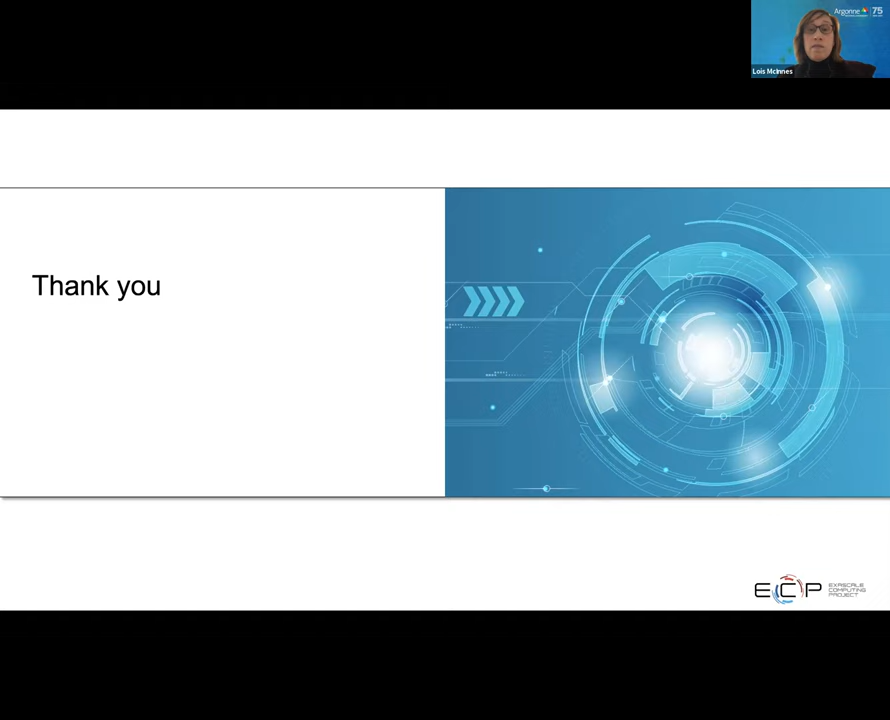 Argonne
75
Lois McInnes
Thank you
ECP
EXASCALE
COMPUTING
PROJECT